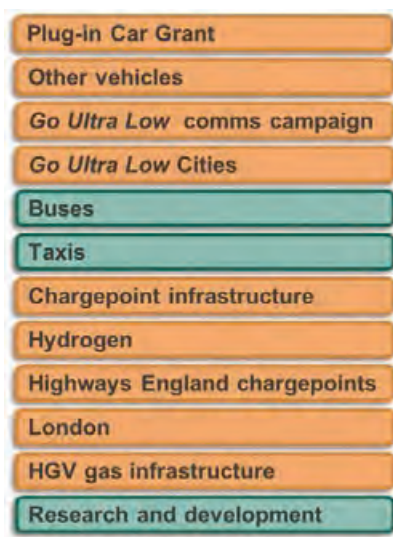 Plug-in Car Grant
Other vehicles
Go Ultra Low comms campaign
Go Ultra Low Cities
Buses
Taxis
Chargepoint infrastructure
Hydrogen
Highways England chargepoints
London
HGV gas infrastructure
Research and development